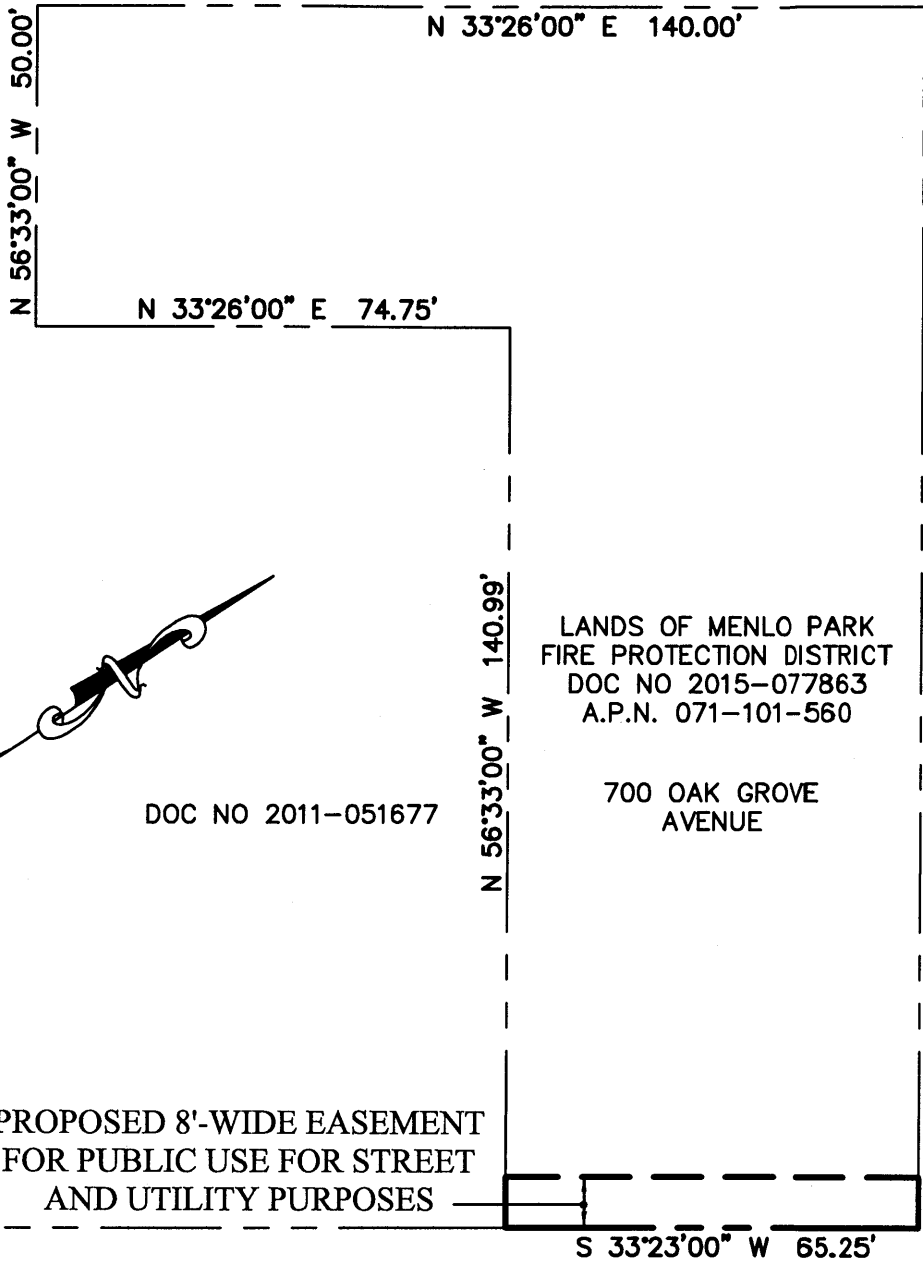 N 33°26'00" E 140.00'
N 56°33'00" W 50.00'
N 33°26'00" E 74.75'
N 56°33'00" W 140.99'
LANDS OF MENLO PARK
FIRE PROTECTION DISTRICT
DOC NO 2015-077863
A.P.N. 071-101-560
700 OAK GROVE
AVENUE
DOC NO 2011-051677
PROPOSED 8'-WIDE EASEMENT
FOR PUBLIC USE FOR STREET
AND UTILITY PURPOSES
S 33°23'00" W 65.25'